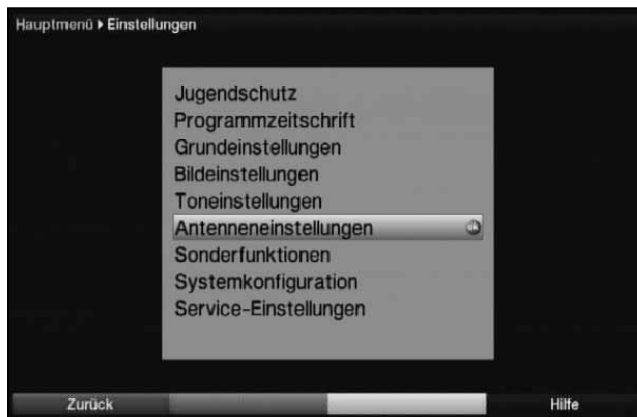 Hauptmenü ▸ Einstellungen
Jugendschutz
Programmzeitschrift
Grundeinstellungen
Bildeinstellungen
Toneinstellungen
Antenneneinstellungen
Sonderfunktionen
Systemkonfiguration
Service-Einstellungen
Zurück Hilfe